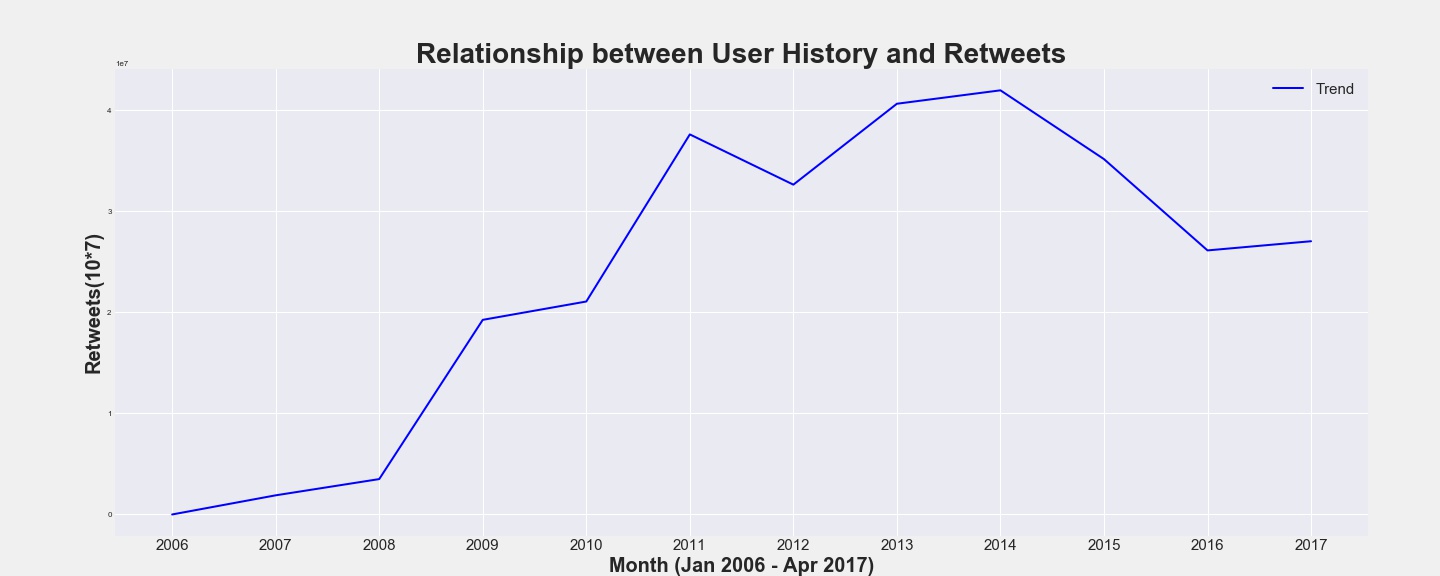 Relationship between User History and Retweets
1e7
Trend
4
3
2
1
0
Retweets(10*7)
2006 2007 2008 2009 2010 2011 2012 2013 2014 2015 2016 2017
Month (Jan 2006 - Apr 2017)